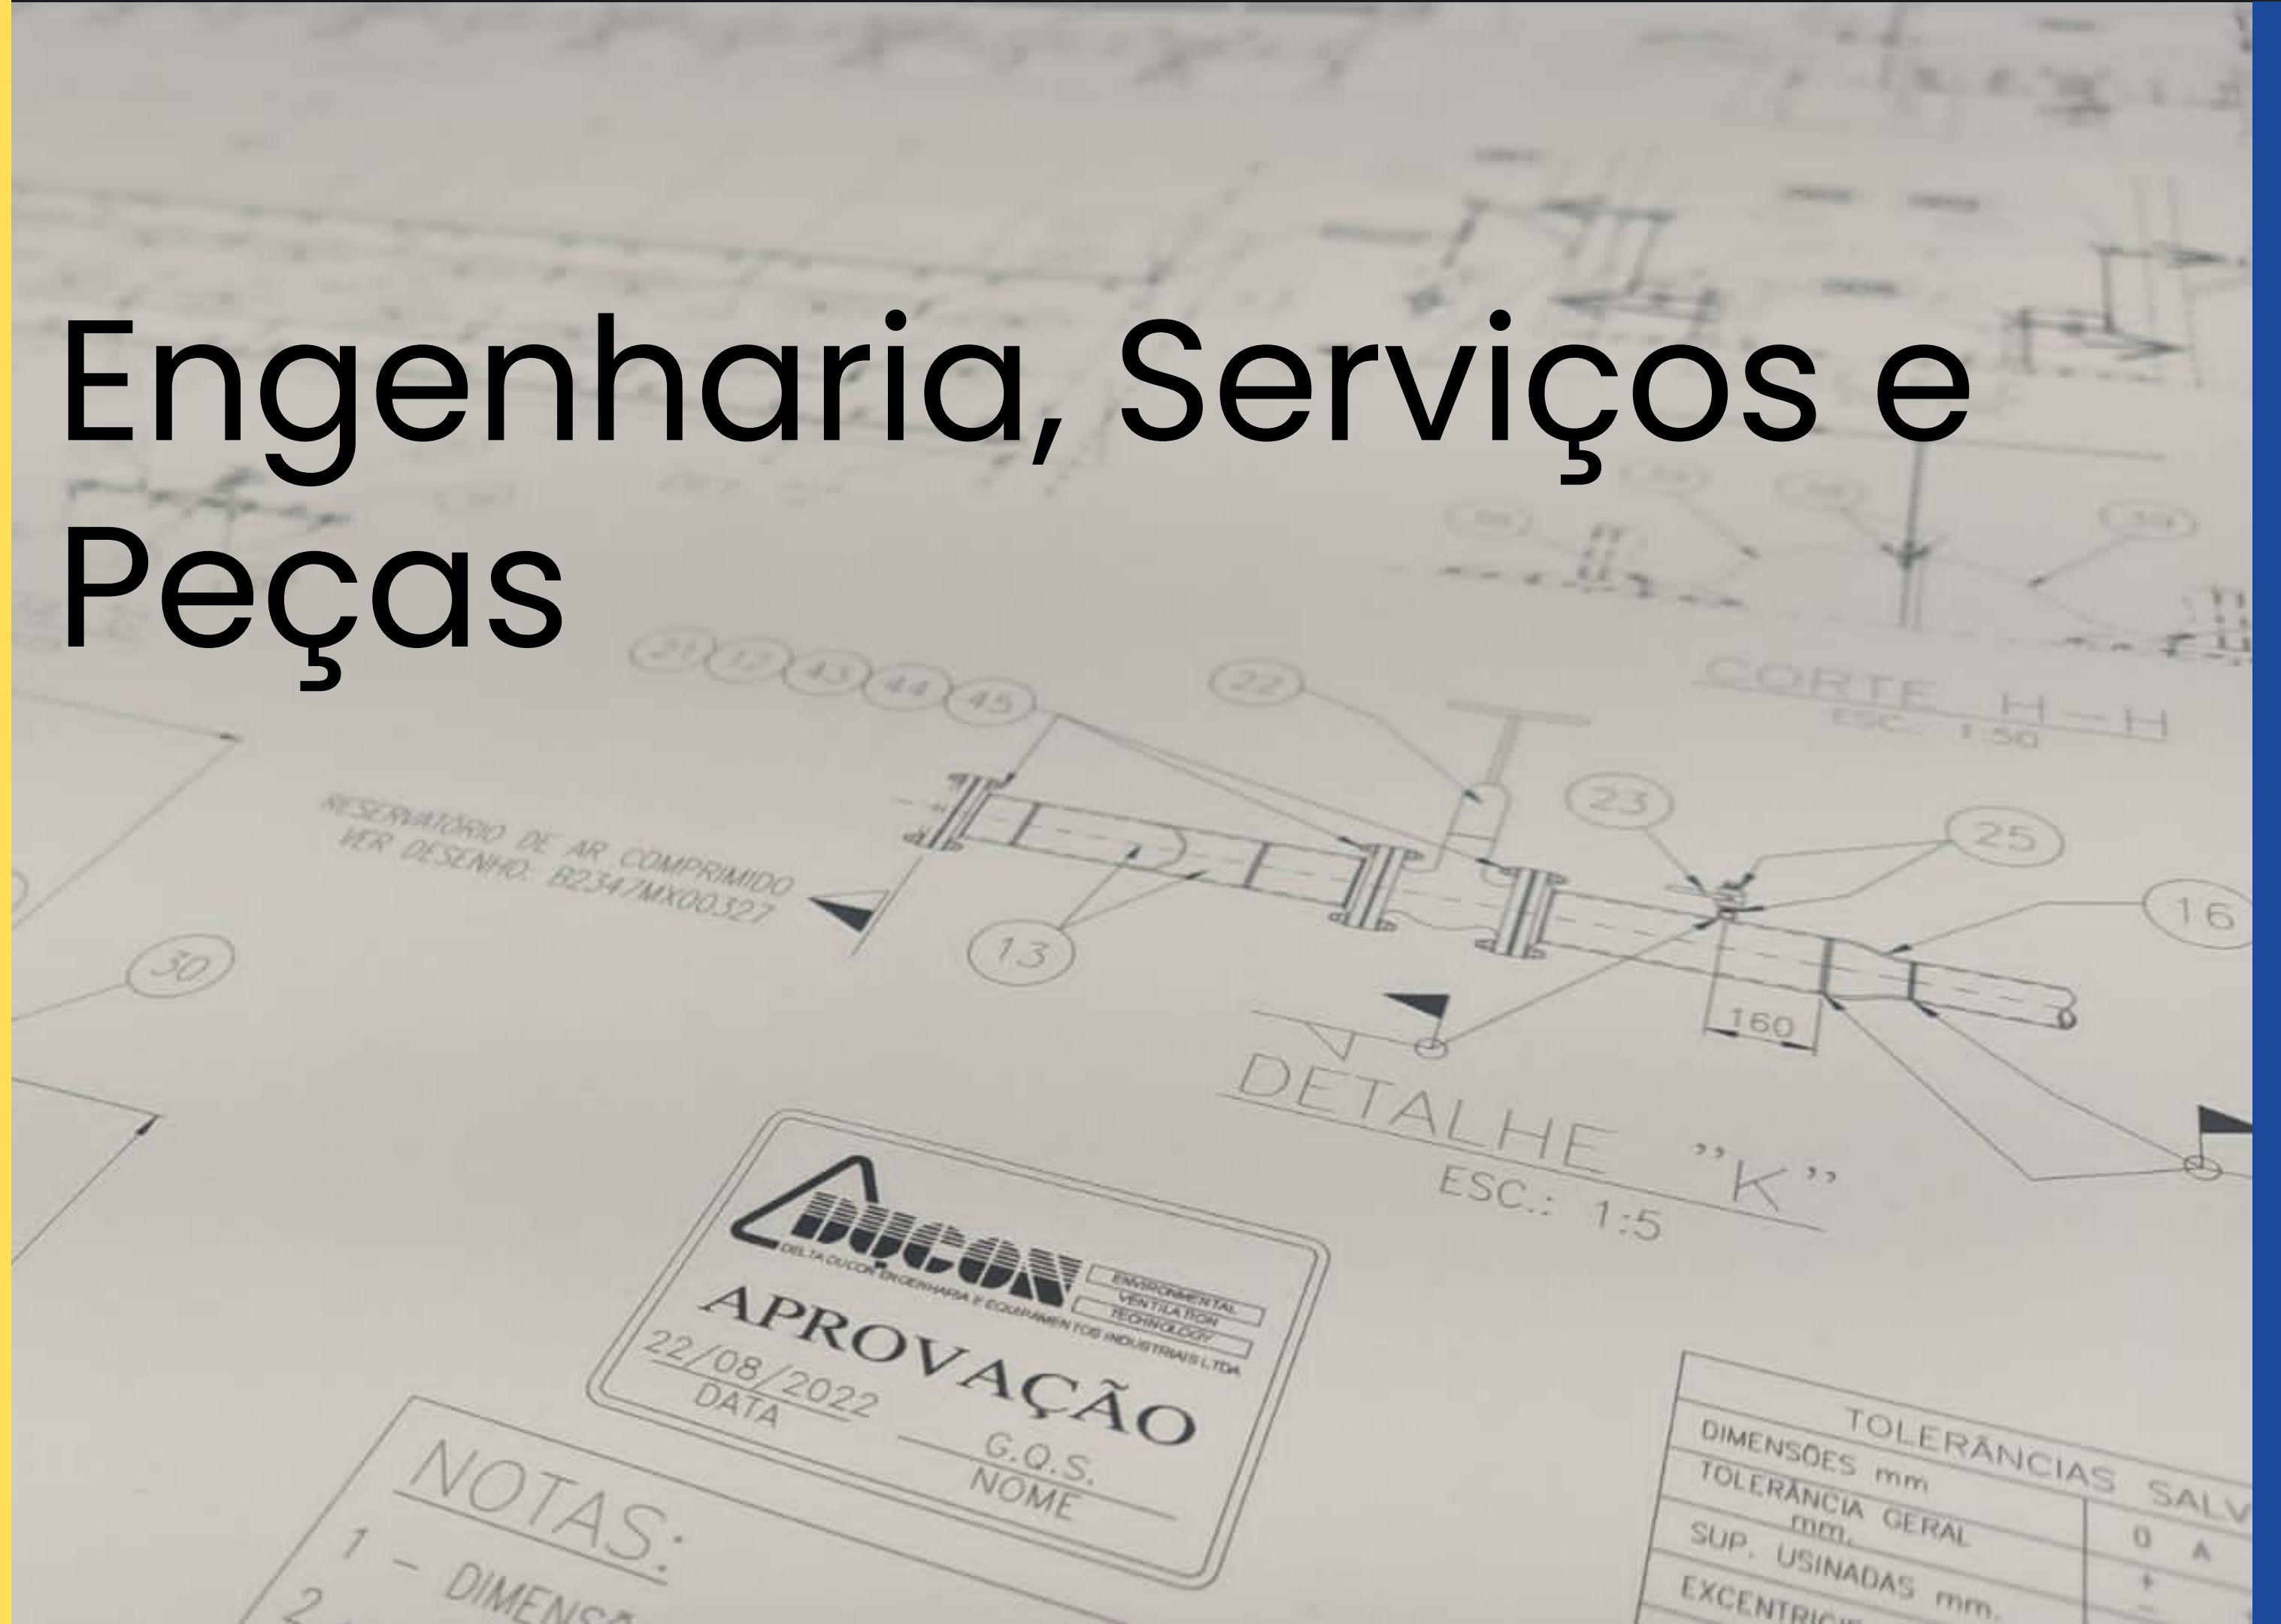 Engenharia, Serviços e
Peças
21 12 43 44 45
22
CORTE H-H
ESC.: 1:50
23
25
16
RESERVATÓRIO DE AR COMPRIMIDO
VER DESENHO: B2347MX00327
13
30
160
DETALHE "K"
ESC.: 1:5
DUCON
DELTA DUCON ENGENHARIA E EQUIPAMENTOS INDUSTRIAIS LTDA
ENVIRONMENTAL
VENTILATION
TECHNOLOGY
APROVAÇÃO
22/08/2022
DATA
G.Q.S.
NOME
NOTAS:
1 - DIMENSÕ
2
TOLERÂNCIAS SALV
DIMENSÕES mm
TOLERÂNCIA GERAL
mm.
0 A
SUP. USINADAS mm.
+